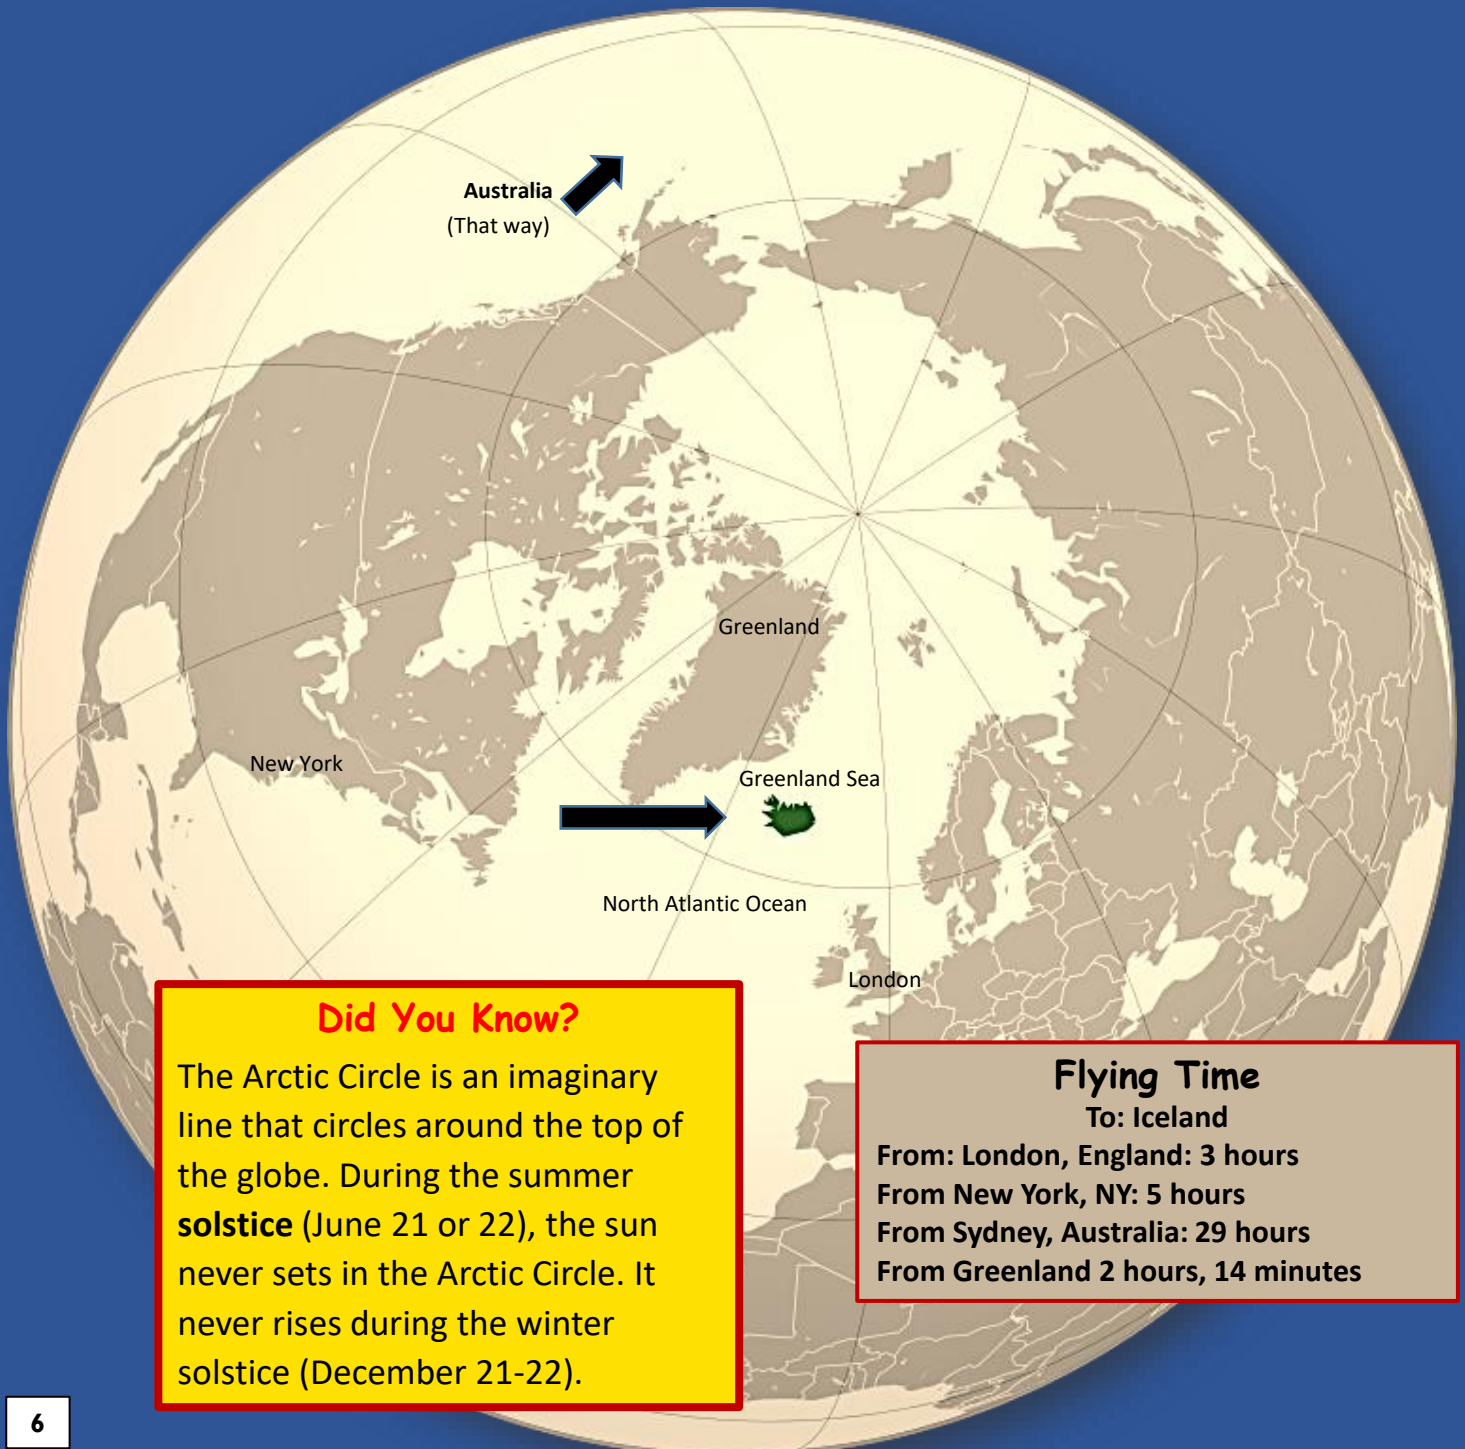 Australia
(That way)
Greenland
New York
Greenland Sea
North Atlantic Ocean
London
Did You Know?
The Arctic Circle is an imaginary
line that circles around the top of
the globe. During the summer
solstice (June 21 or 22), the sun
never sets in the Arctic Circle. It
never rises during the winter
solstice (December 21-22).
Flying Time
To: Iceland
From: London, England: 3 hours
From New York, NY: 5 hours
From Sydney, Australia: 29 hours
From Greenland 2 hours, 14 minutes
6